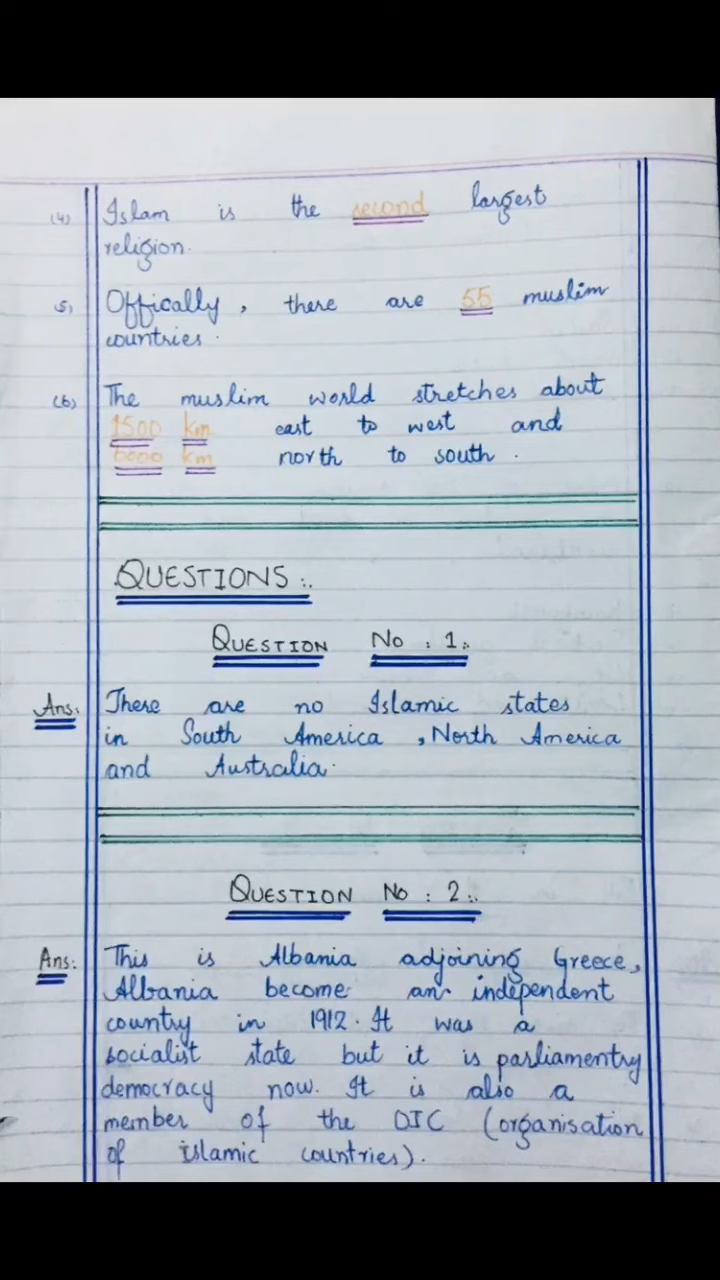 (4) Islam is the second largest
religion.
(5) Offically, there are 55 muslim
countries.
(6) The muslim world stretches about
1500 km east to west and
6000 km north to south.
QUESTIONS:.
QUESTION No : 1:.
Ans: There are no Islamic states
in South America, North America
and Australia.
QUESTION No : 2:.
Ans: This is Albania adjoining Greece,
Albania become an independent
country in 1912. It was a
socialist state but it is parliamentry
democracy now. It is also a
member of the OIC (organisation
of islamic countries).